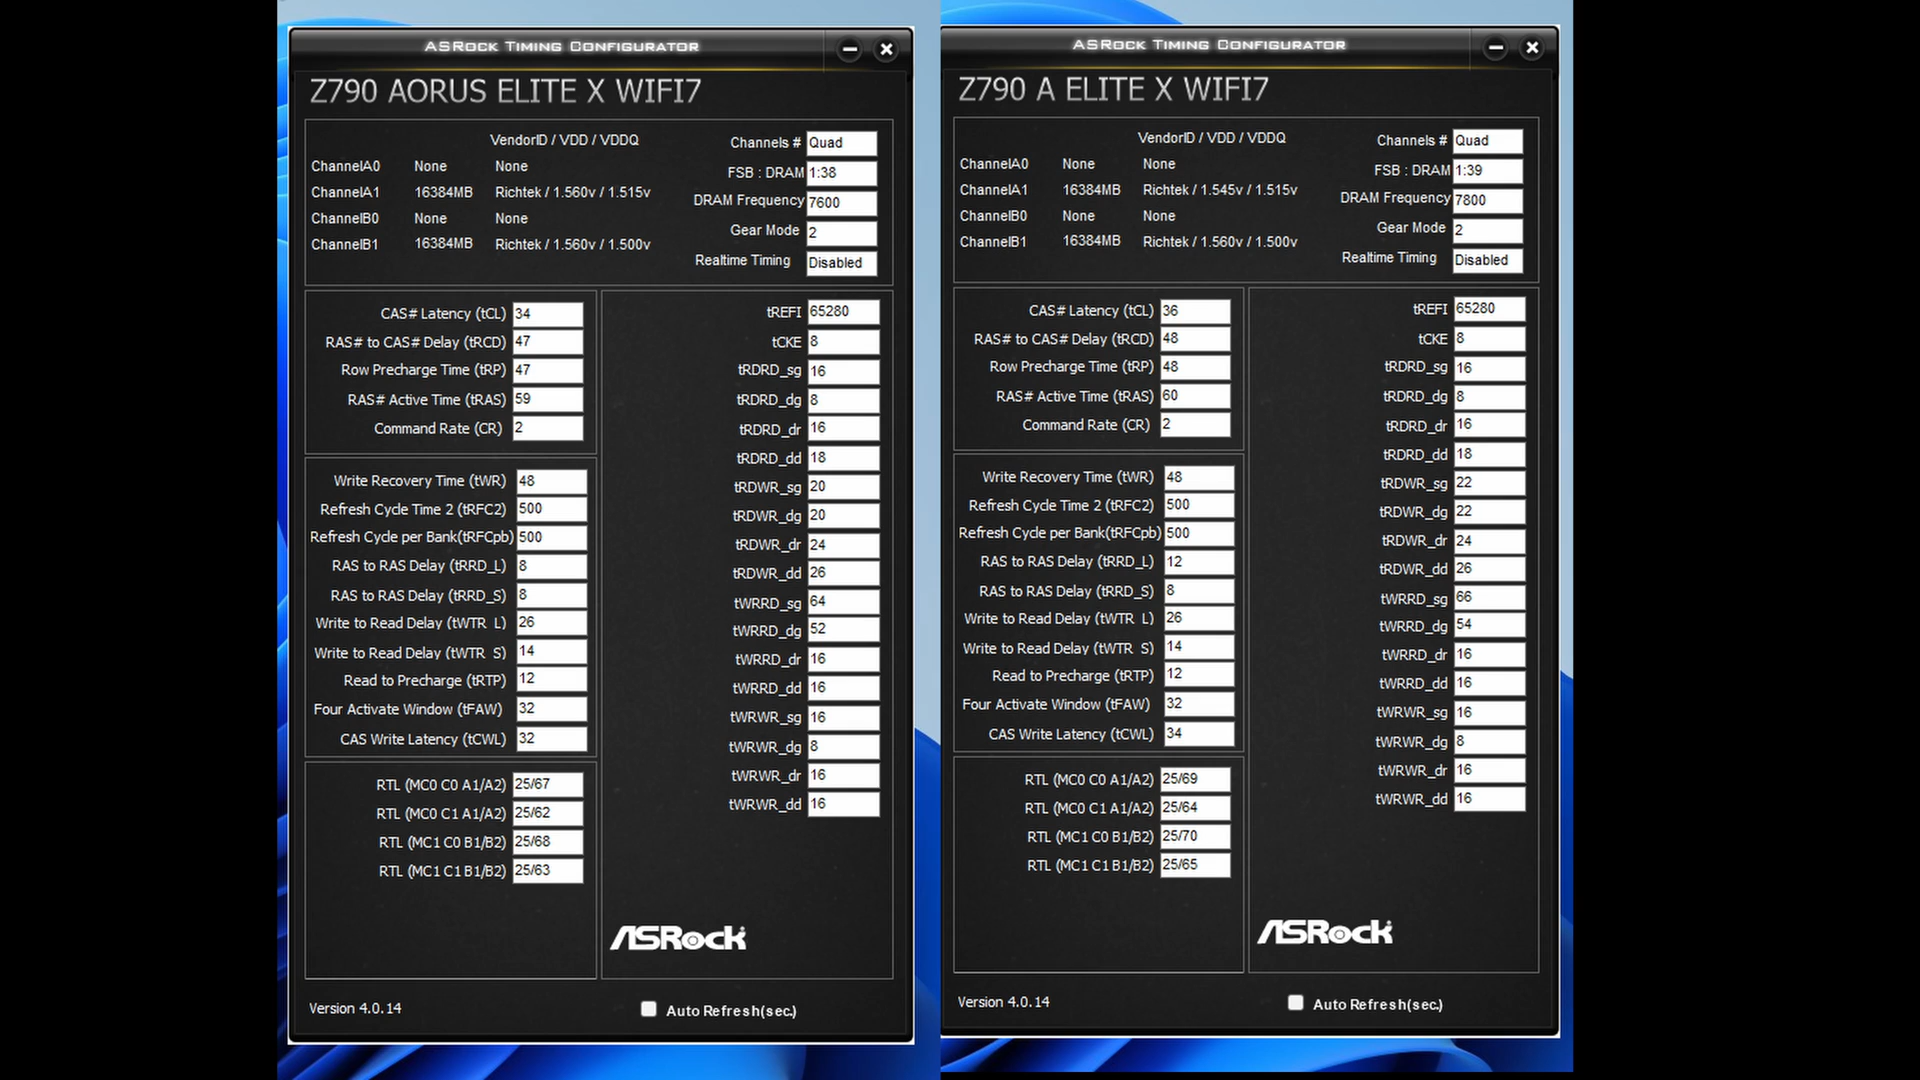 ASRock Timing Configurator
Z790 AORUS ELITE X WIFI7
VendorID / VDD / VDDQ
ChannelA0 None None
ChannelA1 16384MB Richtek / 1.560v / 1.515v
ChannelB0 None None
ChannelB1 16384MB Richtek / 1.560v / 1.500v
Channels # Quad
FSB : DRAM 1:38
DRAM Frequency 7600
Gear Mode 2
Realtime Timing Disabled
CAS# Latency (tCL) 34
RAS# to CAS# Delay (tRCD) 47
Row Precharge Time (tRP) 47
RAS# Active Time (tRAS) 59
Command Rate (CR) 2
Write Recovery Time (tWR) 48
Refresh Cycle Time 2 (tRFC2) 500
Refresh Cycle per Bank(tRFCpb) 500
RAS to RAS Delay (tRRD_L) 8
RAS to RAS Delay (tRRD_S) 8
Write to Read Delay (tWTR_L) 26
Write to Read Delay (tWTR_S) 14
Read to Precharge (tRTP) 12
Four Activate Window (tFAW) 32
CAS Write Latency (tCWL) 32
RTL (MC0 C0 A1/A2) 25/67
RTL (MC0 C1 A1/A2) 25/62
RTL (MC1 C0 B1/B2) 25/68
RTL (MC1 C1 B1/B2) 25/63
tREFI 65280
tCKE 8
tRDRD_sg 16
tRDRD_dg 8
tRDRD_dr 16
tRDRD_dd 18
tRDWR_sg 20
tRDWR_dg 20
tRDWR_dr 24
tRDWR_dd 26
tWRRD_sg 64
tWRRD_dg 52
tWRRD_dr 16
tWRRD_dd 16
tWRWR_sg 16
tWRWR_dg 8
tWRWR_dr 16
tWRWR_dd 16
ASRock
Version 4.0.14
Auto Refresh(sec.)
ASRock Timing Configurator
Z790 A ELITE X WIFI7
VendorID / VDD / VDDQ
ChannelA0 None None
ChannelA1 16384MB Richtek / 1.545v / 1.515v
ChannelB0 None None
ChannelB1 16384MB Richtek / 1.560v / 1.500v
Channels # Quad
FSB : DRAM 1:39
DRAM Frequency 7800
Gear Mode 2
Realtime Timing Disabled
CAS# Latency (tCL) 36
RAS# to CAS# Delay (tRCD) 48
Row Precharge Time (tRP) 48
RAS# Active Time (tRAS) 60
Command Rate (CR) 2
Write Recovery Time (tWR) 48
Refresh Cycle Time 2 (tRFC2) 500
Refresh Cycle per Bank(tRFCpb) 500
RAS to RAS Delay (tRRD_L) 12
RAS to RAS Delay (tRRD_S) 8
Write to Read Delay (tWTR_L) 26
Write to Read Delay (tWTR_S) 14
Read to Precharge (tRTP) 12
Four Activate Window (tFAW) 32
CAS Write Latency (tCWL) 34
RTL (MC0 C0 A1/A2) 25/69
RTL (MC0 C1 A1/A2) 25/64
RTL (MC1 C0 B1/B2) 25/70
RTL (MC1 C1 B1/B2) 25/65
tREFI 65280
tCKE 8
tRDRD_sg 16
tRDRD_dg 8
tRDRD_dr 16
tRDRD_dd 18
tRDWR_sg 22
tRDWR_dg 22
tRDWR_dr 24
tRDWR_dd 26
tWRRD_sg 66
tWRRD_dg 54
tWRRD_dr 16
tWRRD_dd 16
tWRWR_sg 16
tWRWR_dg 8
tWRWR_dr 16
tWRWR_dd 16
ASRock
Version 4.0.14
Auto Refresh(sec.)